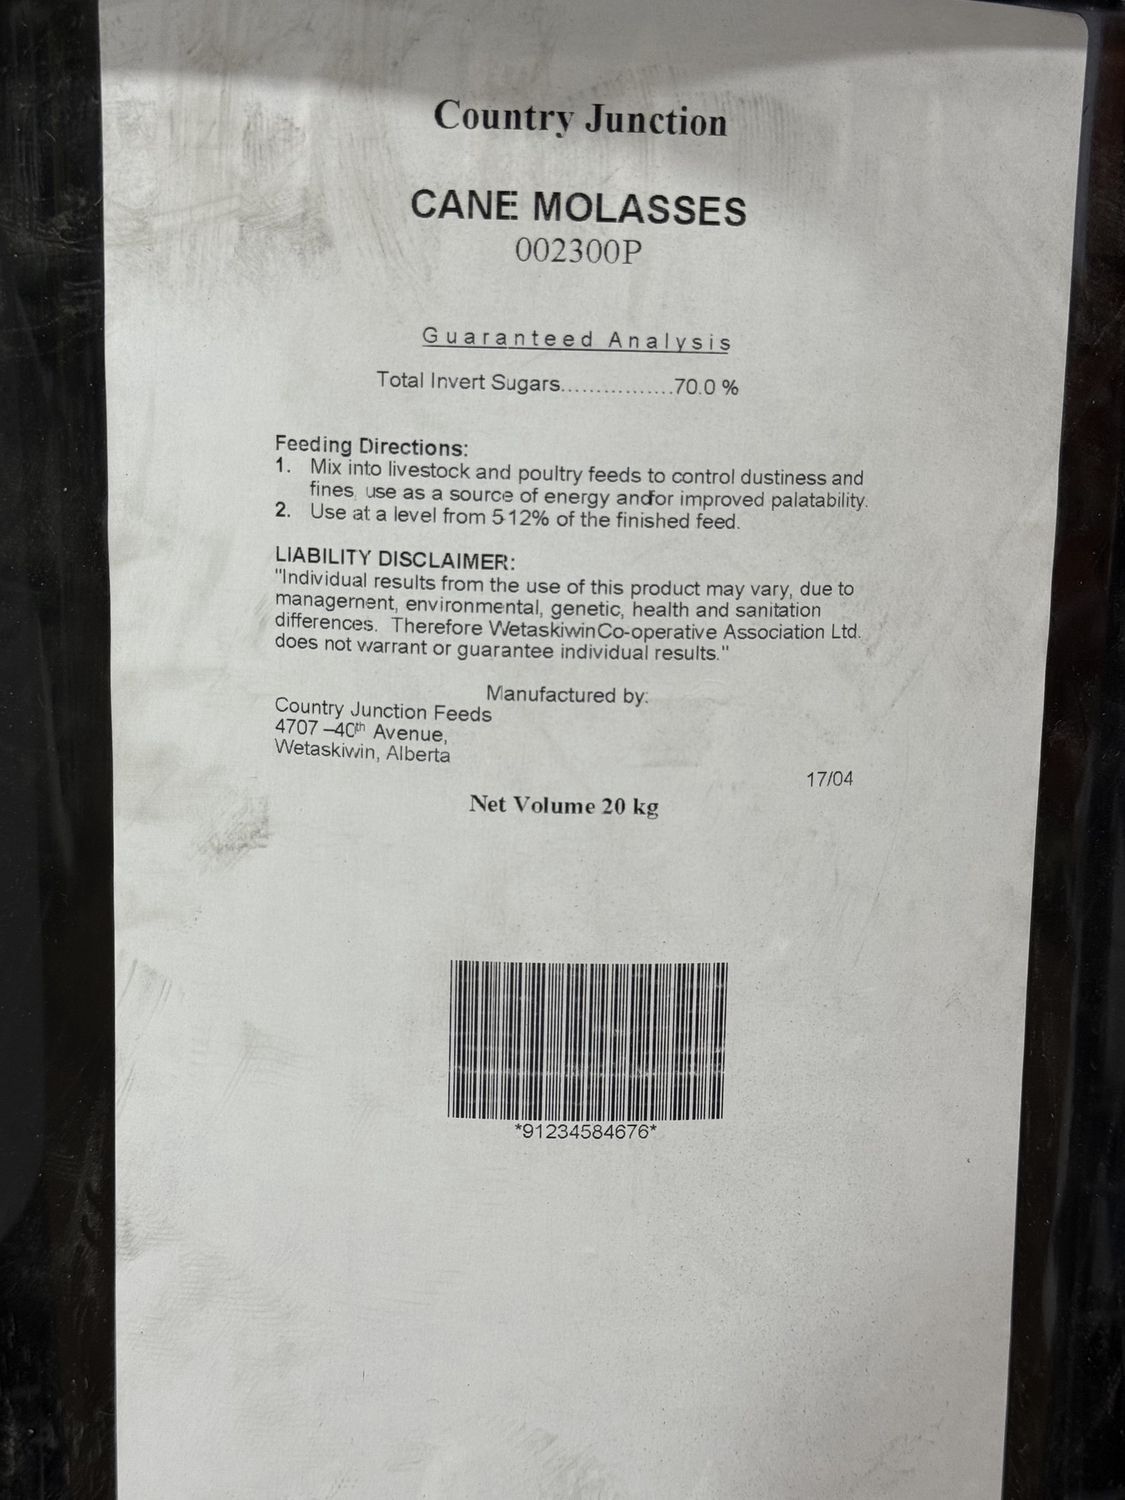 Country Junction
CANE MOLASSES
002300P
Guaranteed Analysis
Total Invert Sugars................70.0 %
Feeding Directions:
1. Mix into livestock and poultry feeds to control dustiness and
fines, use as a source of energy and/or improved palatability.
2. Use at a level from 5-12% of the finished feed.
LIABILITY DISCLAIMER:
"Individual results from the use of this product may vary, due to
management, environmental, genetic, health and sanitation
differences. Therefore Wetaskiwin Co-operative Association Ltd.
does not warrant or guarantee individual results."
Manufactured by:
Country Junction Feeds
4707 –40th Avenue,
Wetaskiwin, Alberta
17/04
Net Volume 20 kg
*91234584676*